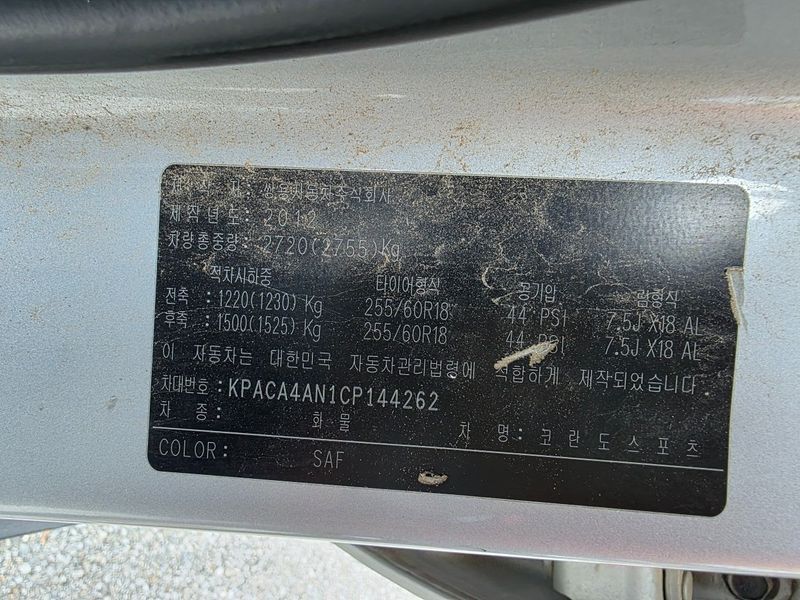 제 작 자 : 쌍용자동차주식회사
제작년도 : 2012
차량총중량: 2720(2755)Kg
적차시하중 타이어형식 공기압 림형식
전축 : 1220(1230) Kg 255/60R18 44 PSI 7.5J X18 AL
후축 : 1500(1525) Kg 255/60R18 44 PSI 7.5J X18 AL
이 자동차는 대한민국 자동차관리법령에 적합하게 제작되었습니다.
차대번호 : KPACA4AN1CP144262
차 종 : 화 물 차 명 : 코 란 도 스 포 츠
COLOR: SAF